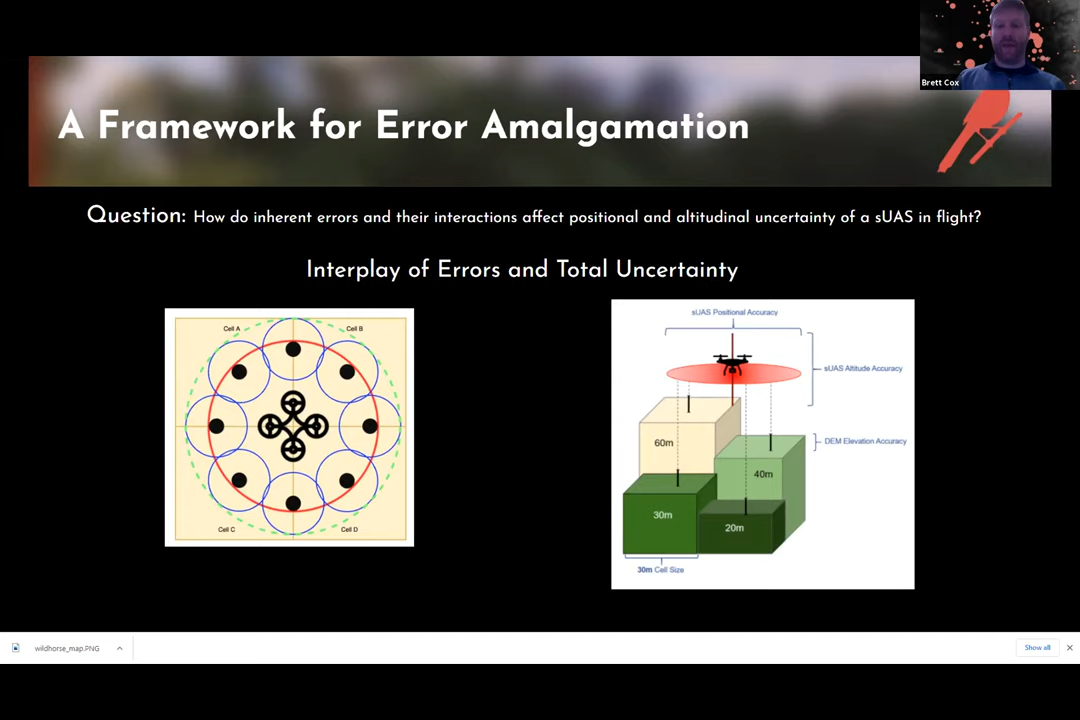 Brett Cox
A Framework for Error Amalgamation
Question: How do inherent errors and their interactions affect positional and altitudinal uncertainty of a sUAS in flight?
Interplay of Errors and Total Uncertainty
Cell A
Cell B
Cell C
Cell D
sUAS Positional Accuracy
sUAS Altitude Accuracy
DEM Elevation Accuracy
60m
40m
30m
20m
30m Cell Size
wildhorse_map.PNG
Show all